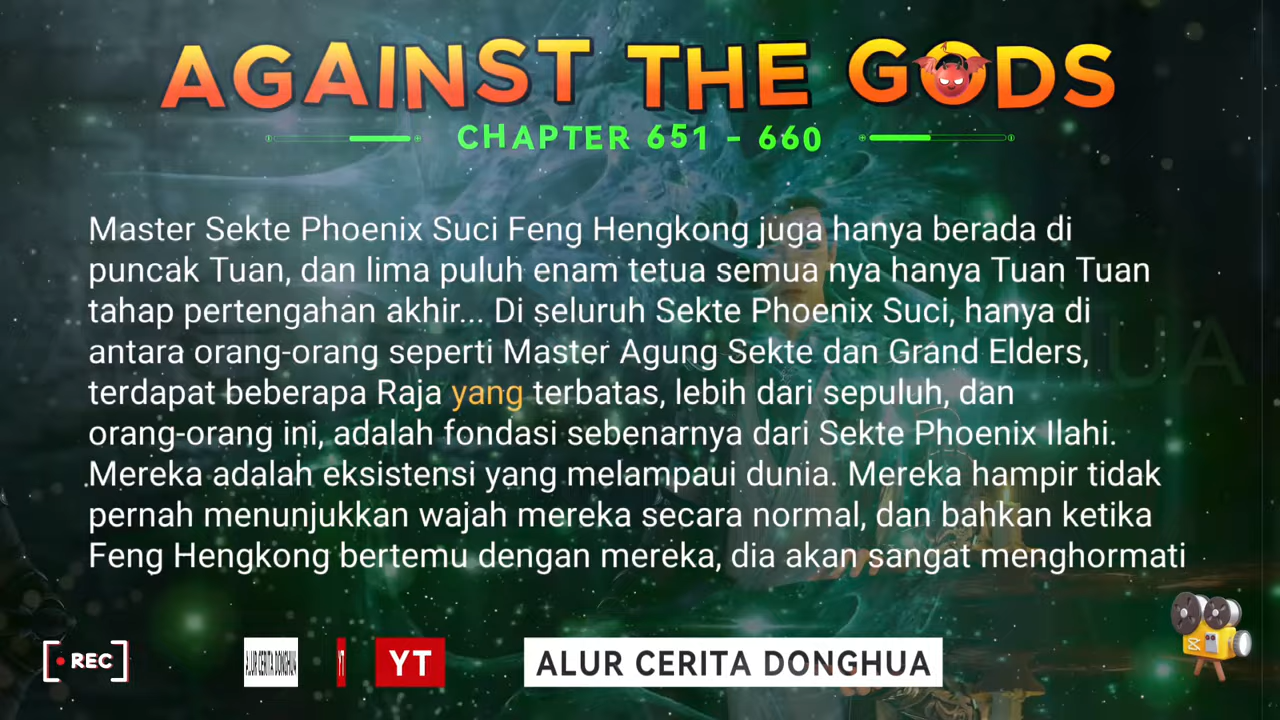 AGAINST THE GODS
CHAPTER 651 - 660
Master Sekte Phoenix Suci Feng Hengkong juga hanya berada di
puncak Tuan, dan lima puluh enam tetua semua nya hanya Tuan Tuan
tahap pertengahan akhir... Di seluruh Sekte Phoenix Suci, hanya di
antara orang-orang seperti Master Agung Sekte dan Grand Elders,
terdapat beberapa Raja yang terbatas, lebih dari sepuluh, dan
orang-orang ini, adalah fondasi sebenarnya dari Sekte Phoenix Ilahi.
Mereka adalah eksistensi yang melampaui dunia. Mereka hampir tidak
pernah menunjukkan wajah mereka secara normal, dan bahkan ketika
Feng Hengkong bertemu dengan mereka, dia akan sangat menghormati
REC
ALUR CERITA DONGHUA
YT
YT
ALUR CERITA DONGHUA